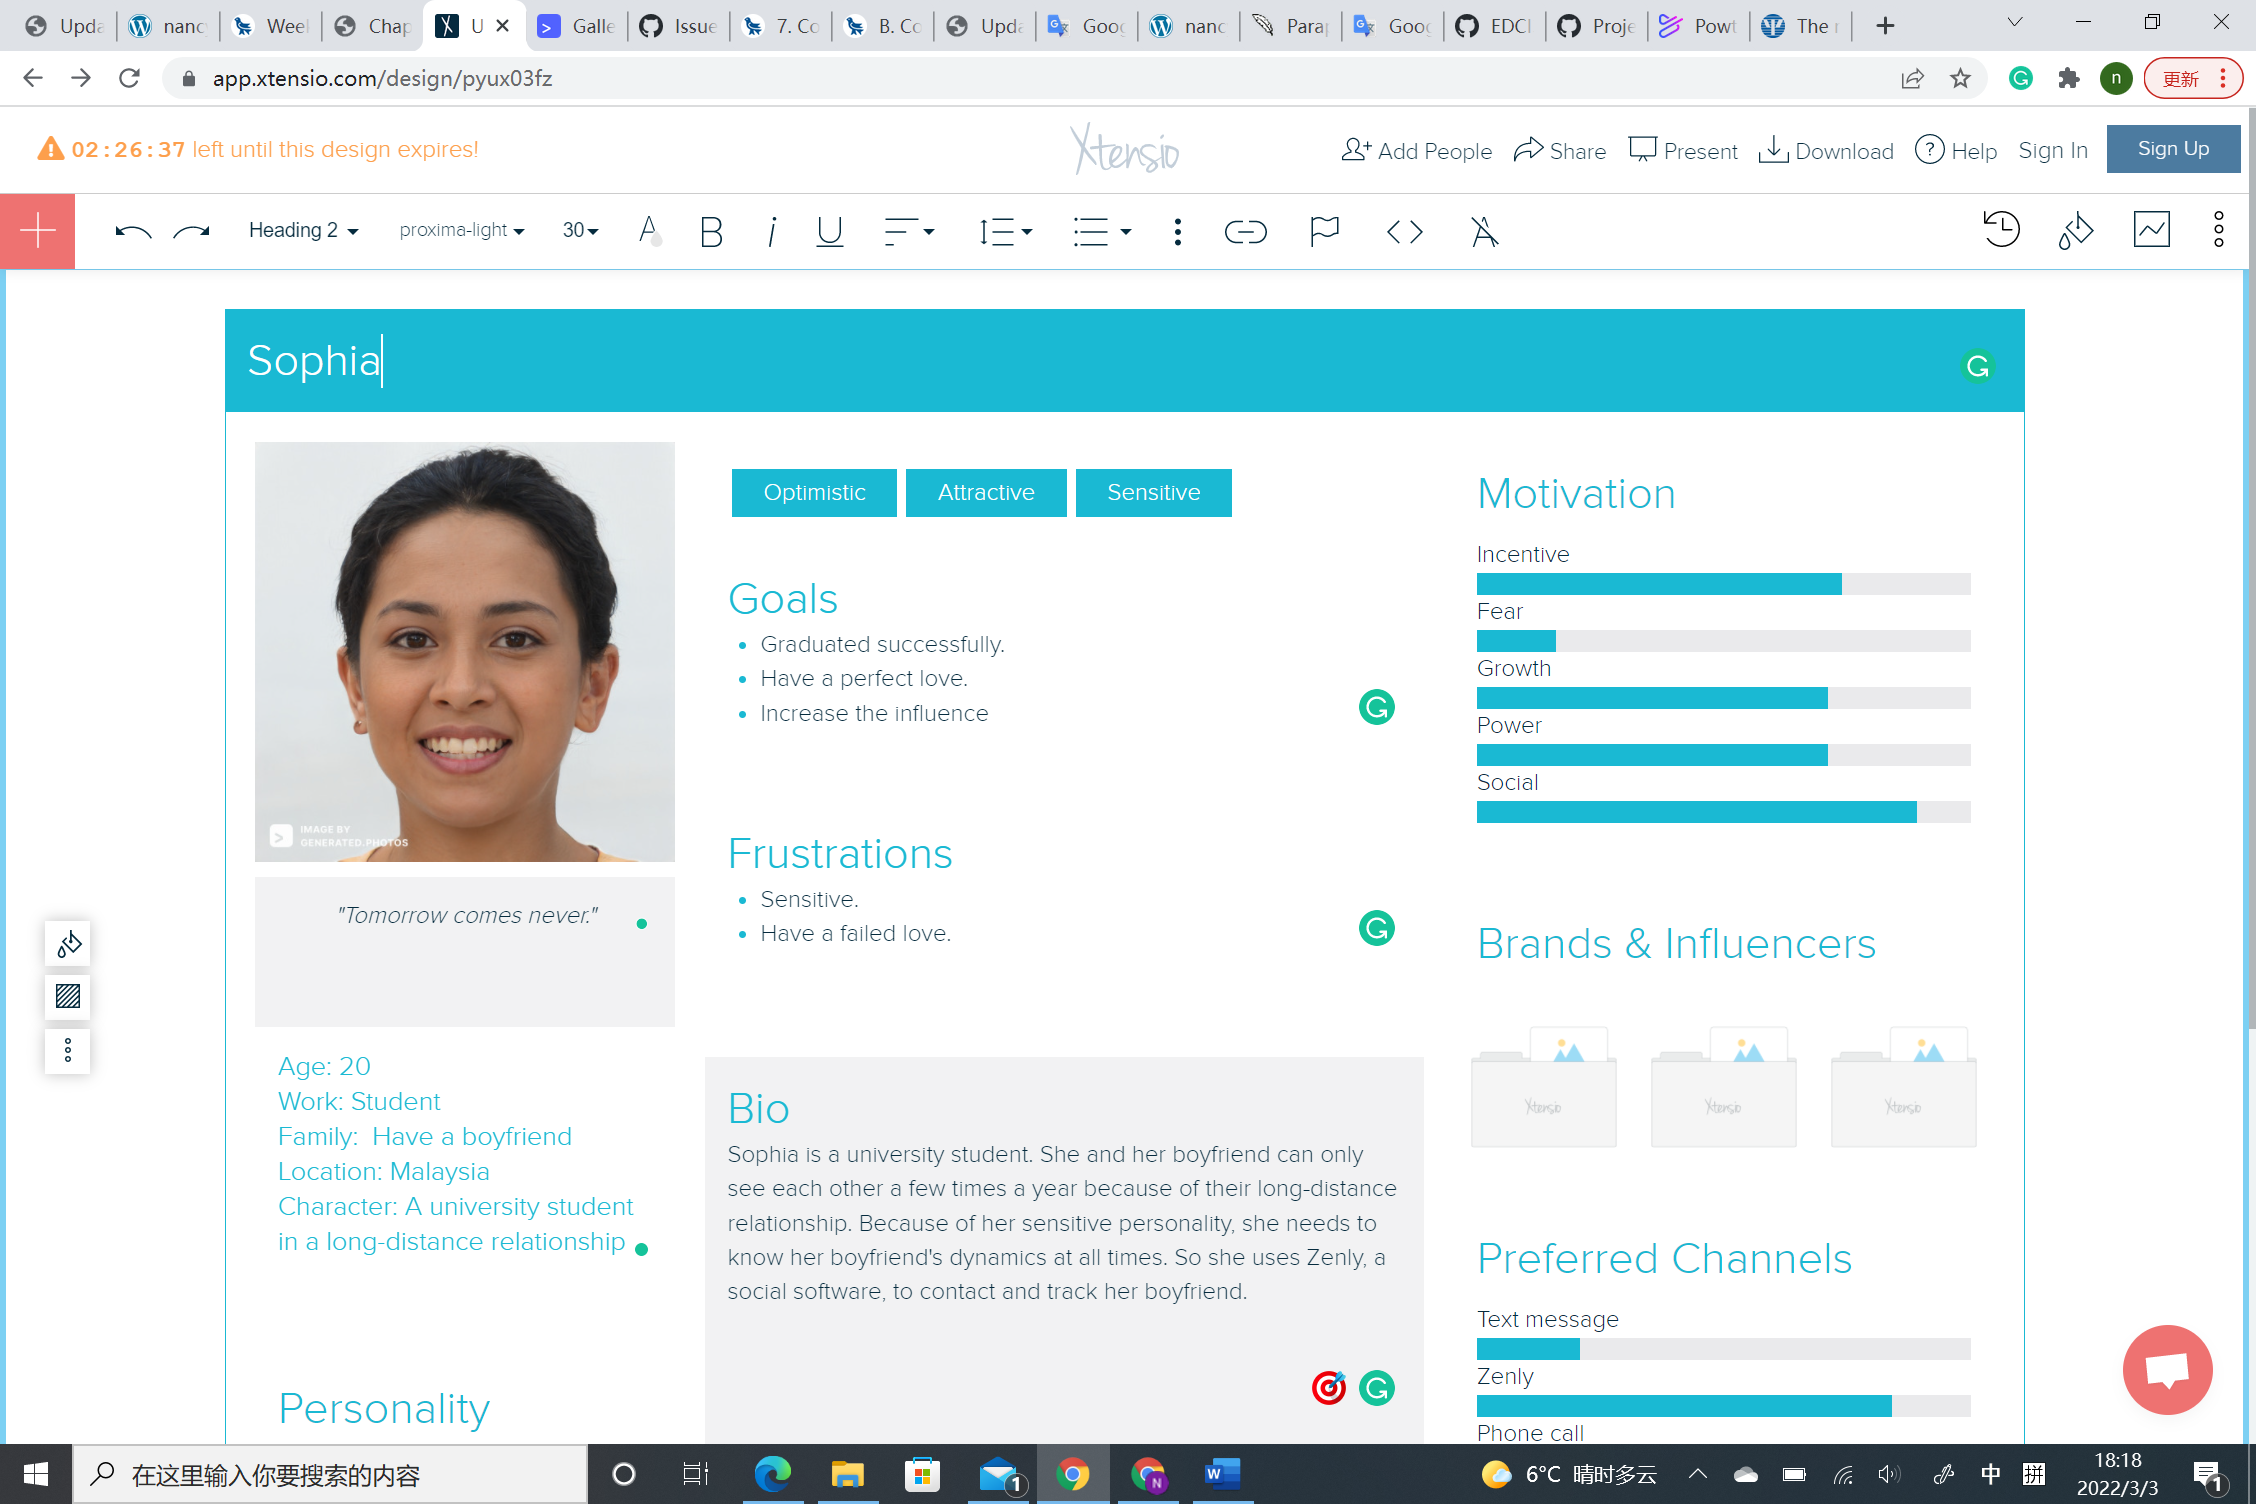 Upda
nanc
Weel
Chap
U
Galle
Issue
7. Co
B. Co
Upda
Goog
nanc
Parap
Goog
EDCI
Proje
Powt
The r
app.xtensio.com/design/pyux03fz
n
更新
02:26:37 left until this design expires!
Xtensio
Add People
Share
Present
Download
Help
Sign In
Sign Up
Heading 2
proxima-light
30
Sophia
IMAGE BY
GENERATED.PHOTOS
"Tomorrow comes never."
Age: 20
Work: Student
Family:  Have a boyfriend
Location: Malaysia
Character: A university student
in a long-distance relationship
Personality
Optimistic
Attractive
Sensitive
Goals
Graduated successfully.
Have a perfect love.
Increase the influence
Frustrations
Sensitive.
Have a failed love.
Bio
Sophia is a university student. She and her boyfriend can only
see each other a few times a year because of their long-distance
relationship. Because of her sensitive personality, she needs to
know her boyfriend's dynamics at all times. So she uses Zenly, a
social software, to contact and track her boyfriend.
Motivation
Incentive
Fear
Growth
Power
Social
Brands & Influencers
Xtensio
Xtensio
Xtensio
Preferred Channels
Text message
Zenly
Phone call
在这里输入你要搜索的内容
1
N
W
6°C 晴时多云
中
拼
18:18
2022/3/3
1